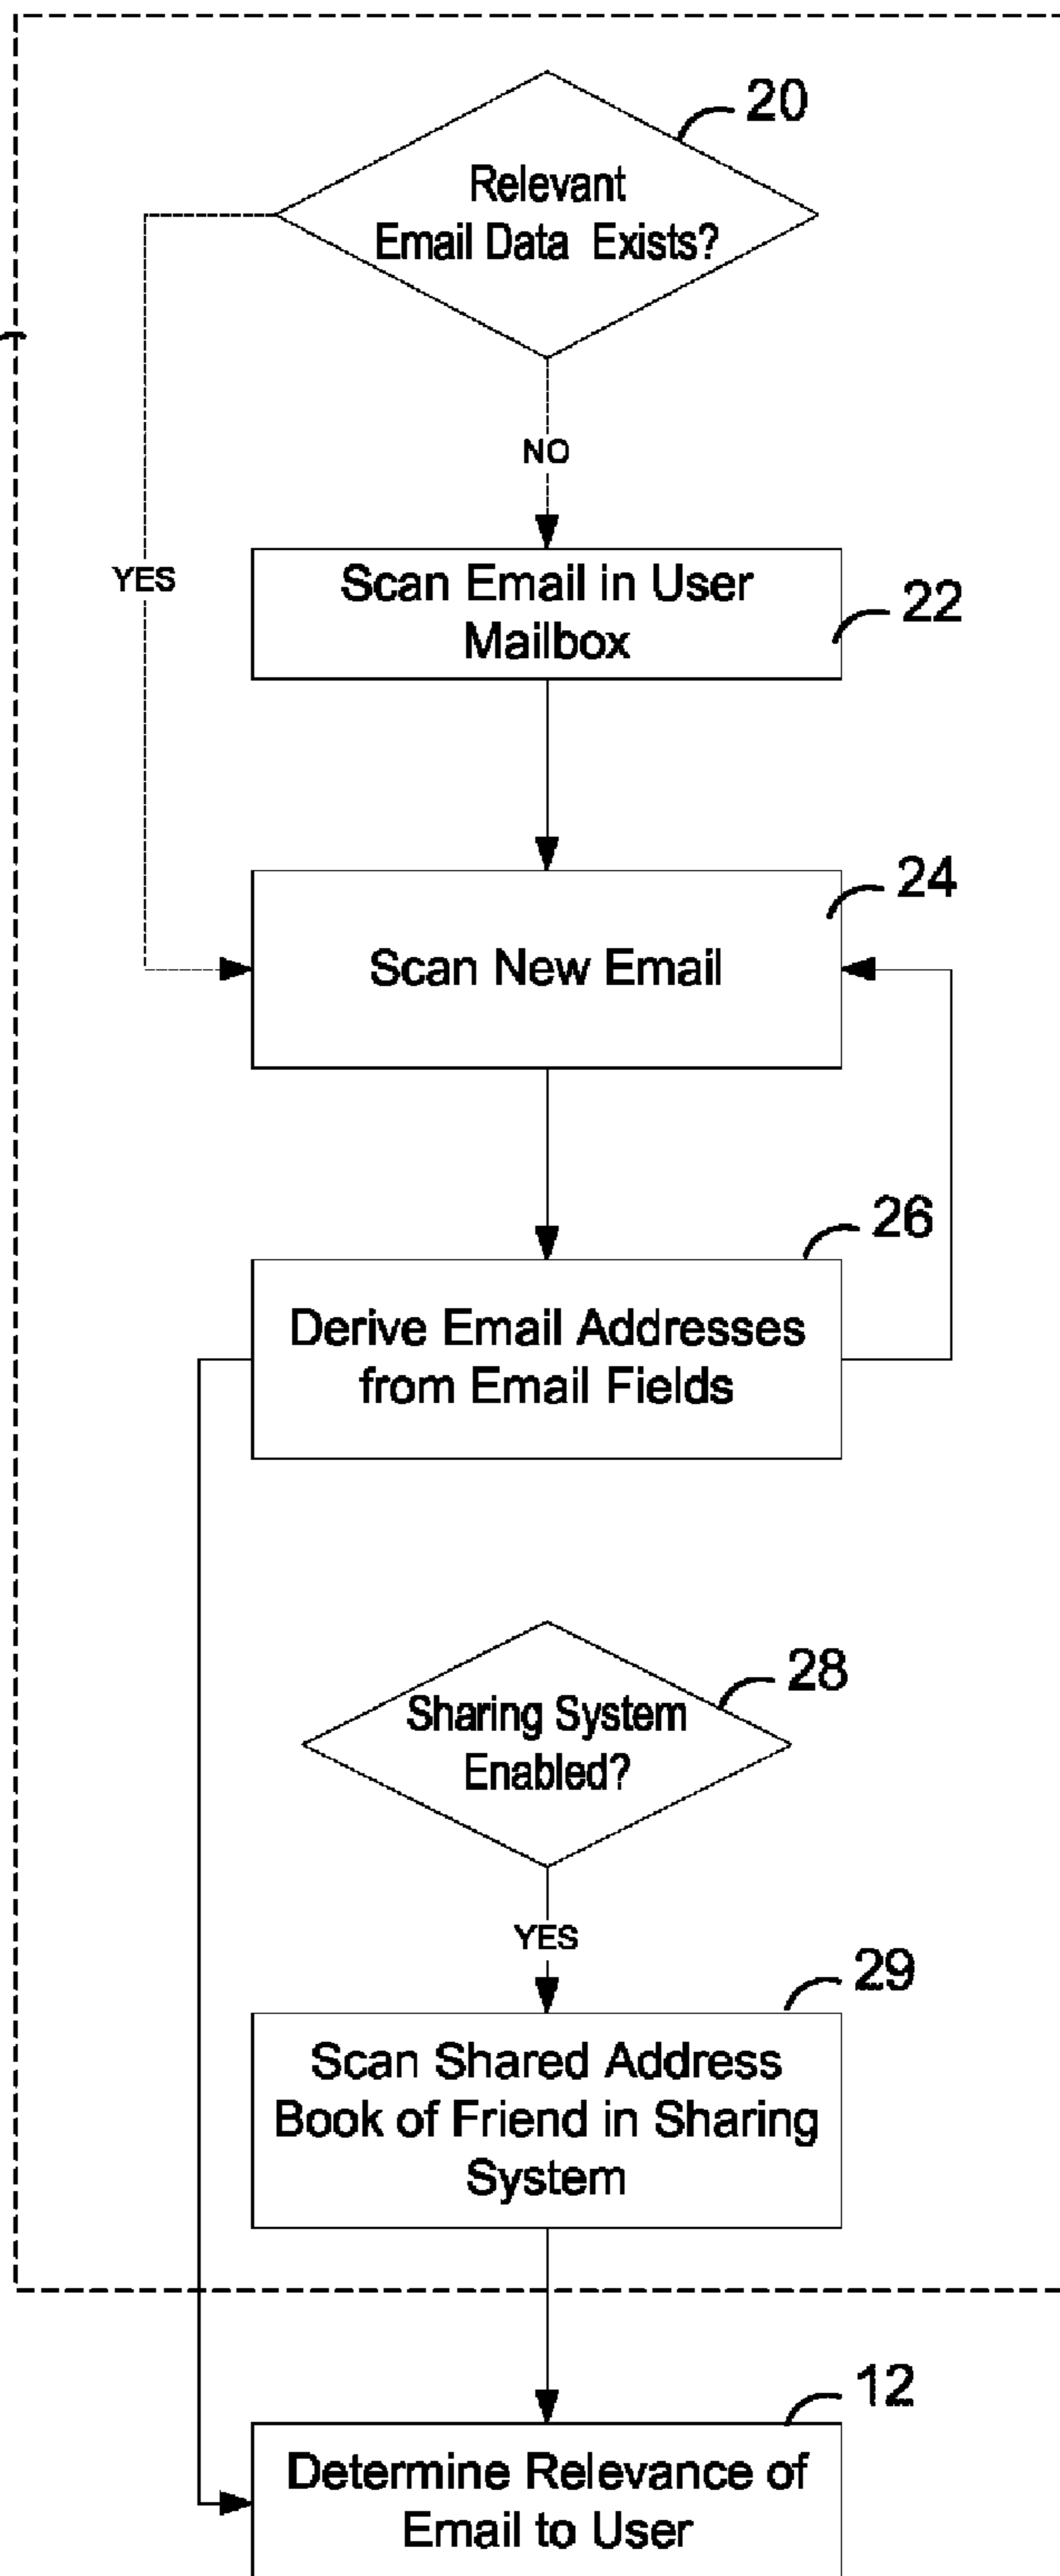 20
Relevant
Email Data Exists?
NO
YES
Scan Email in User
Mailbox
22
24
Scan New Email
26
Derive Email Addresses
from Email Fields
28
Sharing System
Enabled?
YES
29
Scan Shared Address
Book of Friend in Sharing
System
12
Determine Relevance of
Email to User